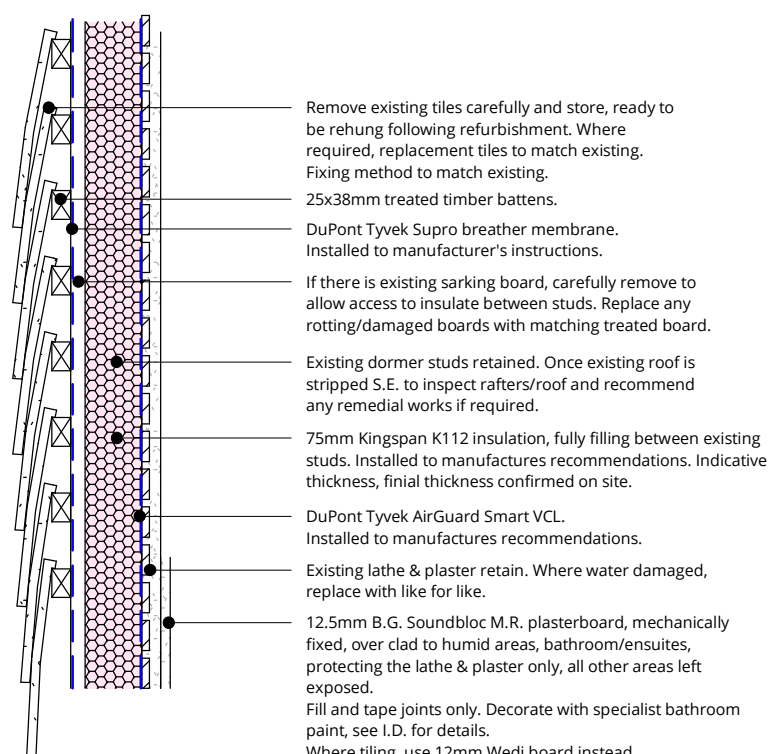 Remove existing tiles carefully and store, ready to
be rehung following refurbishment. Where
required, replacement tiles to match existing.
Fixing method to match existing.
25x38mm treated timber battens.
DuPont Tyvek Supro breather membrane.
Installed to manufacturer's instructions.
If there is existing sarking board, carefully remove to
allow access to insulate between studs. Replace any
rotting/damaged boards with matching treated board.
Existing dormer studs retained. Once existing roof is
stripped S.E. to inspect rafters/roof and recommend
any remedial works if required.
75mm Kingspan K112 insulation, fully filling between existing
studs. Installed to manufactures recommendations. Indicative
thickness, finial thickness confirmed on site.
DuPont Tyvek AirGuard Smart VCL.
Installed to manufactures recommendations.
Existing lathe & plaster retain. Where water damaged,
replace with like for like.
12.5mm B.G. Soundbloc M.R. plasterboard, mechanically
fixed, over clad to humid areas, bathroom/ensuites,
protecting the lathe & plaster only, all other areas left
exposed.
Fill and tape joints only. Decorate with specialist bathroom
paint, see I.D. for details.
Where tiling, use 12mm Wedi board instead